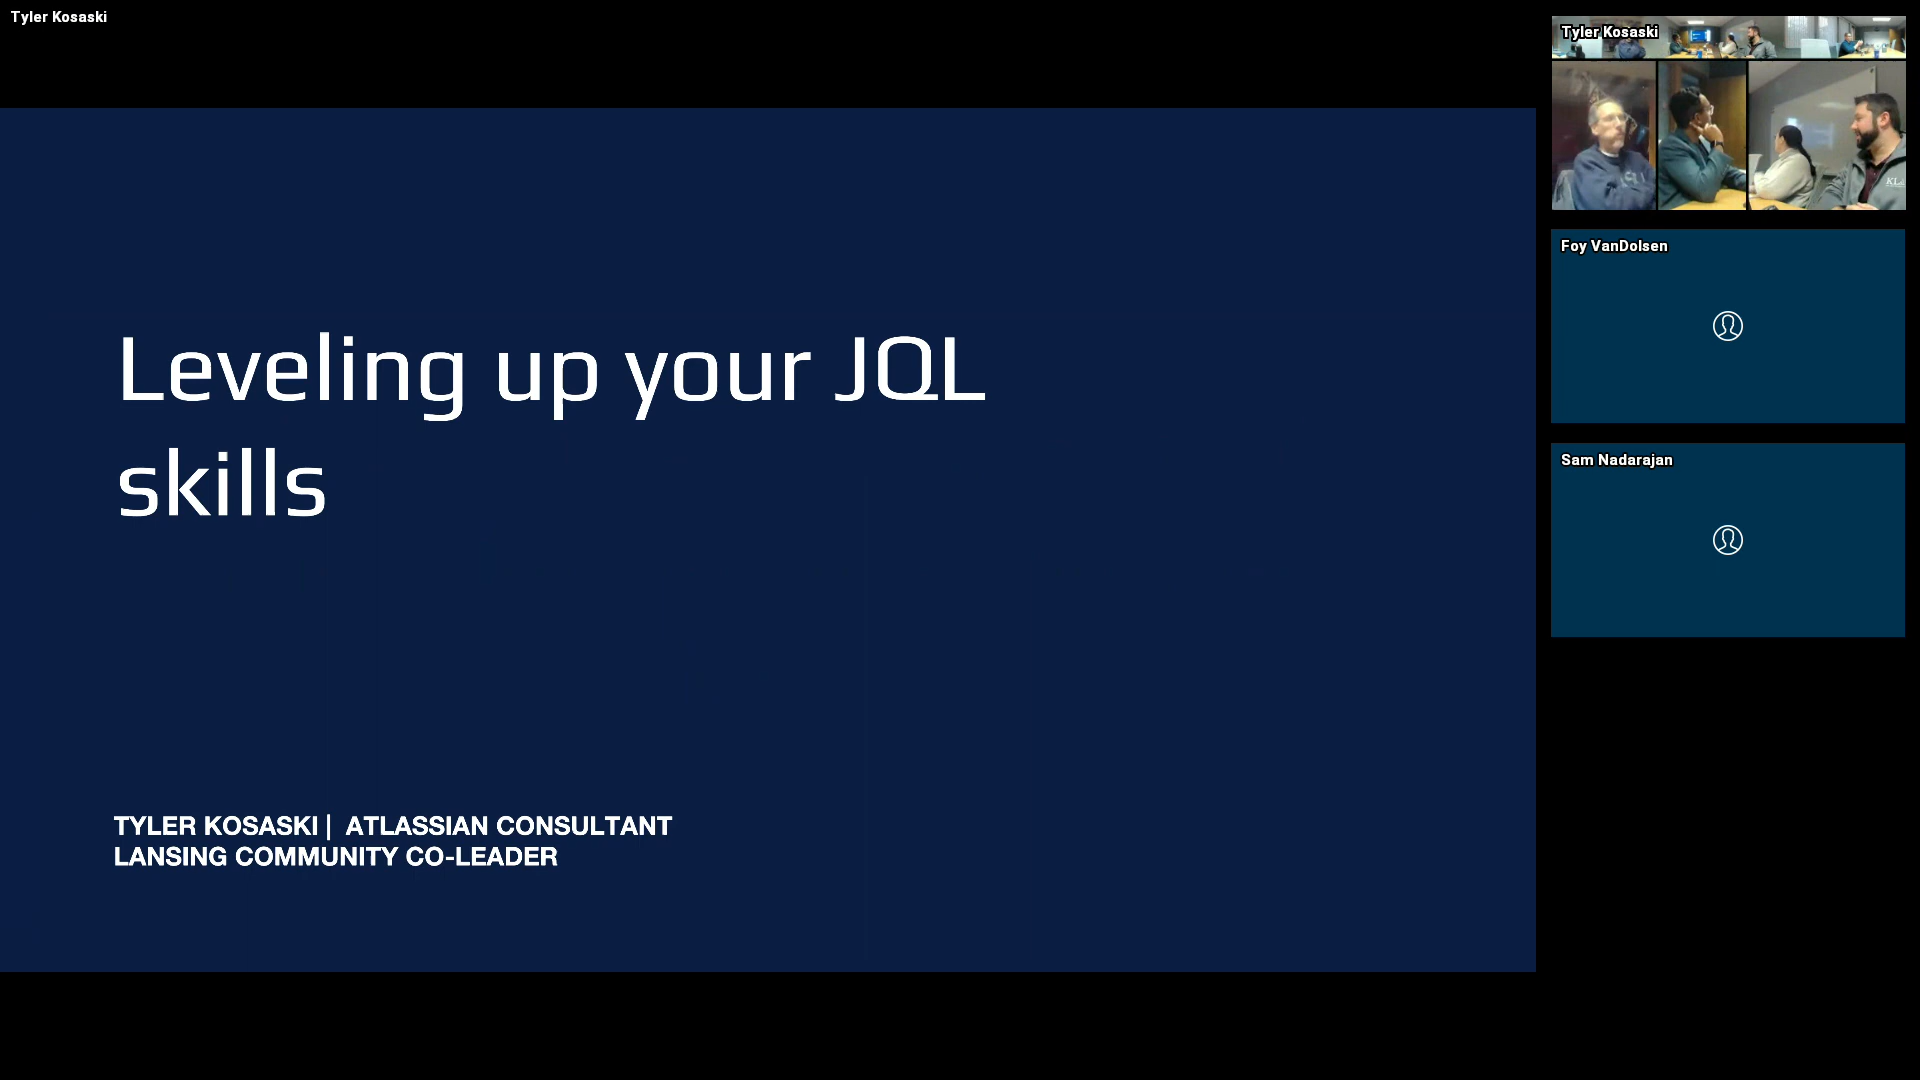 Tyler Kosaski
Leveling up your JQL
skills
TYLER KOSASKI | ATLASSIAN CONSULTANT
LANSING COMMUNITY CO-LEADER
Tyler Kosaski
Foy VanDolsen
Sam Nadarajan